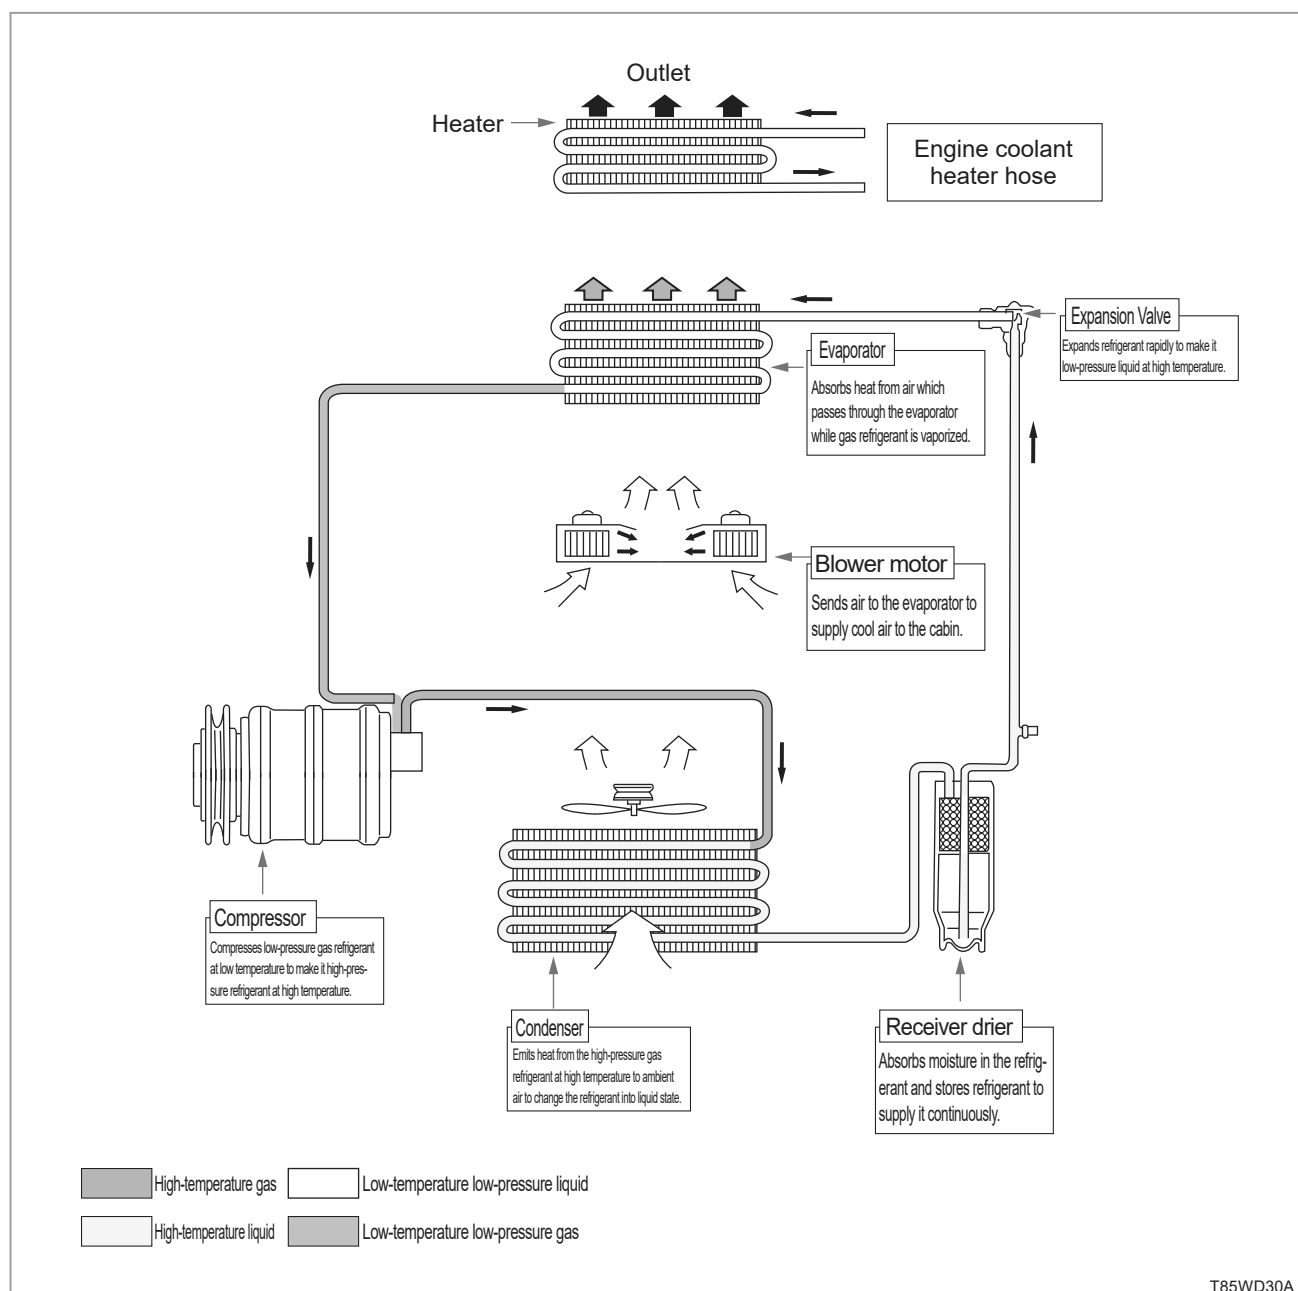 Outlet
Heater
Engine coolant
heater hose
Expansion Valve
Expands refrigerant rapidly to make it
low-pressure liquid at high temperature.
Evaporator
Absorbs heat from air which
passes through the evaporator
while gas refrigerant is vaporized.
Blower motor
Sends air to the evaporator to
supply cool air to the cabin.
Compressor
Compresses low-pressure gas refrigerant
at low temperature to make it high-pres-
sure refrigerant at high temperature.
Condenser
Emits heat from the high-pressure gas
refrigerant at high temperature to ambient
air to change the refrigerant into liquid state.
Receiver drier
Absorbs moisture in the refrig-
erant and stores refrigerant to
supply it continuously.
High-temperature gas
Low-temperature low-pressure liquid
High-temperature liquid
Low-temperature low-pressure gas
T85WD30A